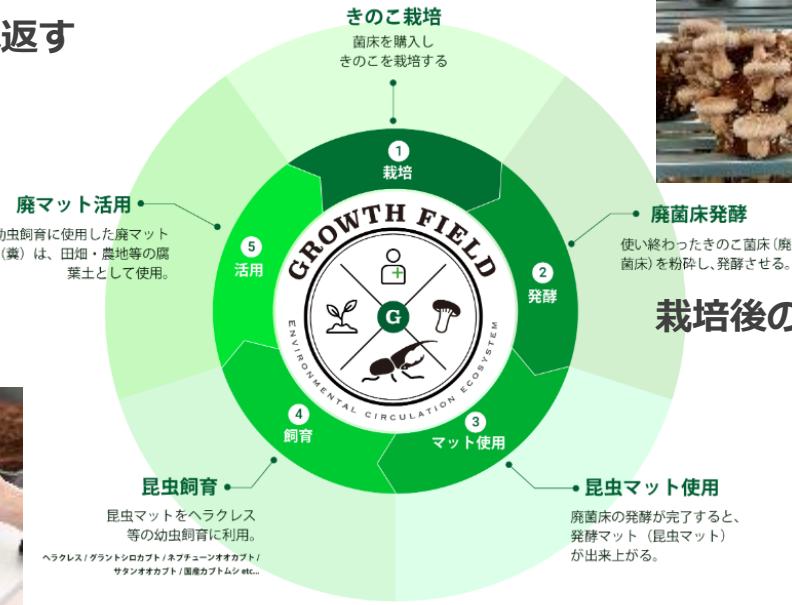 返す
きのこ栽培
菌床を購入し
きのこを栽培する
1
栽培
廃マット活用
幼虫飼育に使用した廃マット
（糞）は、田畑・農地等の腐
葉土として使用。
5
活用
GROWTH FIELD
G
ENVIRONMENTAL CIRCULATION ECOSYSTEM
2
発酵
廃菌床発酵
使い終わったきのこ菌床（廃
菌床）を粉砕し、発酵させる。
栽培後の
4
飼育
3
マット使用
昆虫飼育
昆虫マットをヘラクレス
等の幼虫飼育に利用。
ヘラクレス / グラントシロカブト / ネプチューンオオカブト /
サタンオオカブト / 国産カブトムシ etc...
昆虫マット使用
廃菌床の発酵が完了すると、
発酵マット（昆虫マット）
が出来上がる。